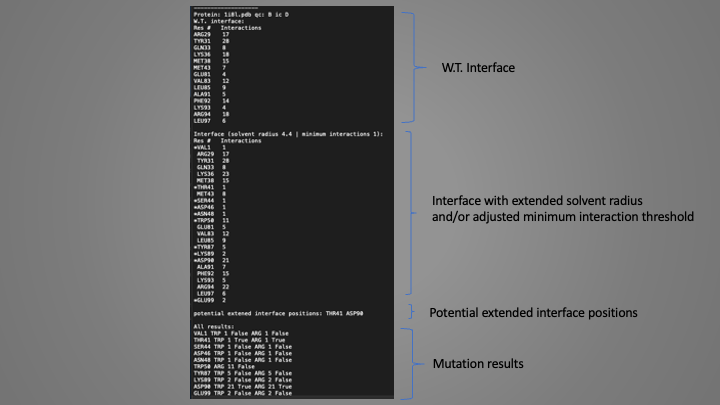 Protein: 1i8l.pdb qc: B ic D
W.T. interface:
Res # Interactions
ARG29 17
TYR31 28
GLN33 8
LYS36 18
MET38 15
MET43 7
GLU81 4
VAL83 12
LEU85 9
ALA91 5
PHE92 14
LYS93 4
ARG94 18
LEU97 6
W.T. Interface
Interface (solvent radius 4.4 | minimum interactions 1):
Res # Interactions
*VAL1 1
ARG29 17
TYR31 28
GLN33 8
LYS36 23
MET38 15
*THR41 1
MET43 8
*SER44 1
*ASP46 1
*ASN48 1
*TRP50 11
GLU81 5
VAL83 12
LEU85 9
*TYR87 5
*LYS89 2
*ASP90 21
ALA91 7
PHE92 15
LYS93 5
ARG94 22
LEU97 6
*GLU99 2
Interface with extended solvent radius
and/or adjusted minimum interaction threshold
potential extened interface positions: THR41 ASP90
Potential extended interface positions
All results:
VAL1 TRP 1 False ARG 1 False
THR41 TRP 1 True ARG 1 True
SER44 TRP 1 False ARG 1 False
ASP46 TRP 1 False ARG 1 False
ASN48 TRP 1 False ARG 1 False
TRP50 ARG 11 False
TYR87 TRP 5 False ARG 5 False
LYS89 TRP 2 False ARG 2 False
ASP90 TRP 21 True ARG 21 True
GLU99 TRP 2 False ARG 2 False
Mutation results